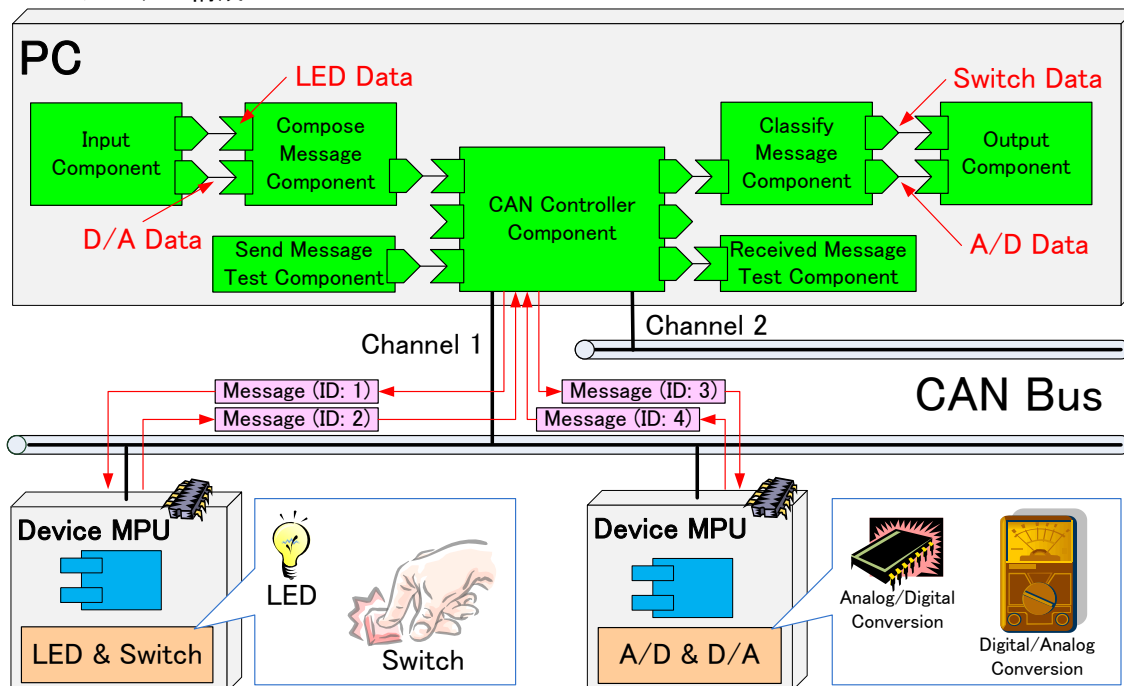 PC
LED Data
Switch Data
Input
Component
Compose
Message
Component
CAN Controller
Component
Classify
Message
Component
Output
Component
D/A Data
A/D Data
Send Message
Test Component
Received Message
Test Component
Channel 1
Channel 2
CAN Bus
Message (ID: 1)
Message (ID: 2)
Message (ID: 3)
Message (ID: 4)
Device MPU
LED & Switch
LED
Switch
Device MPU
A/D & D/A
Analog/Digital
Conversion
Digital/Analog
Conversion